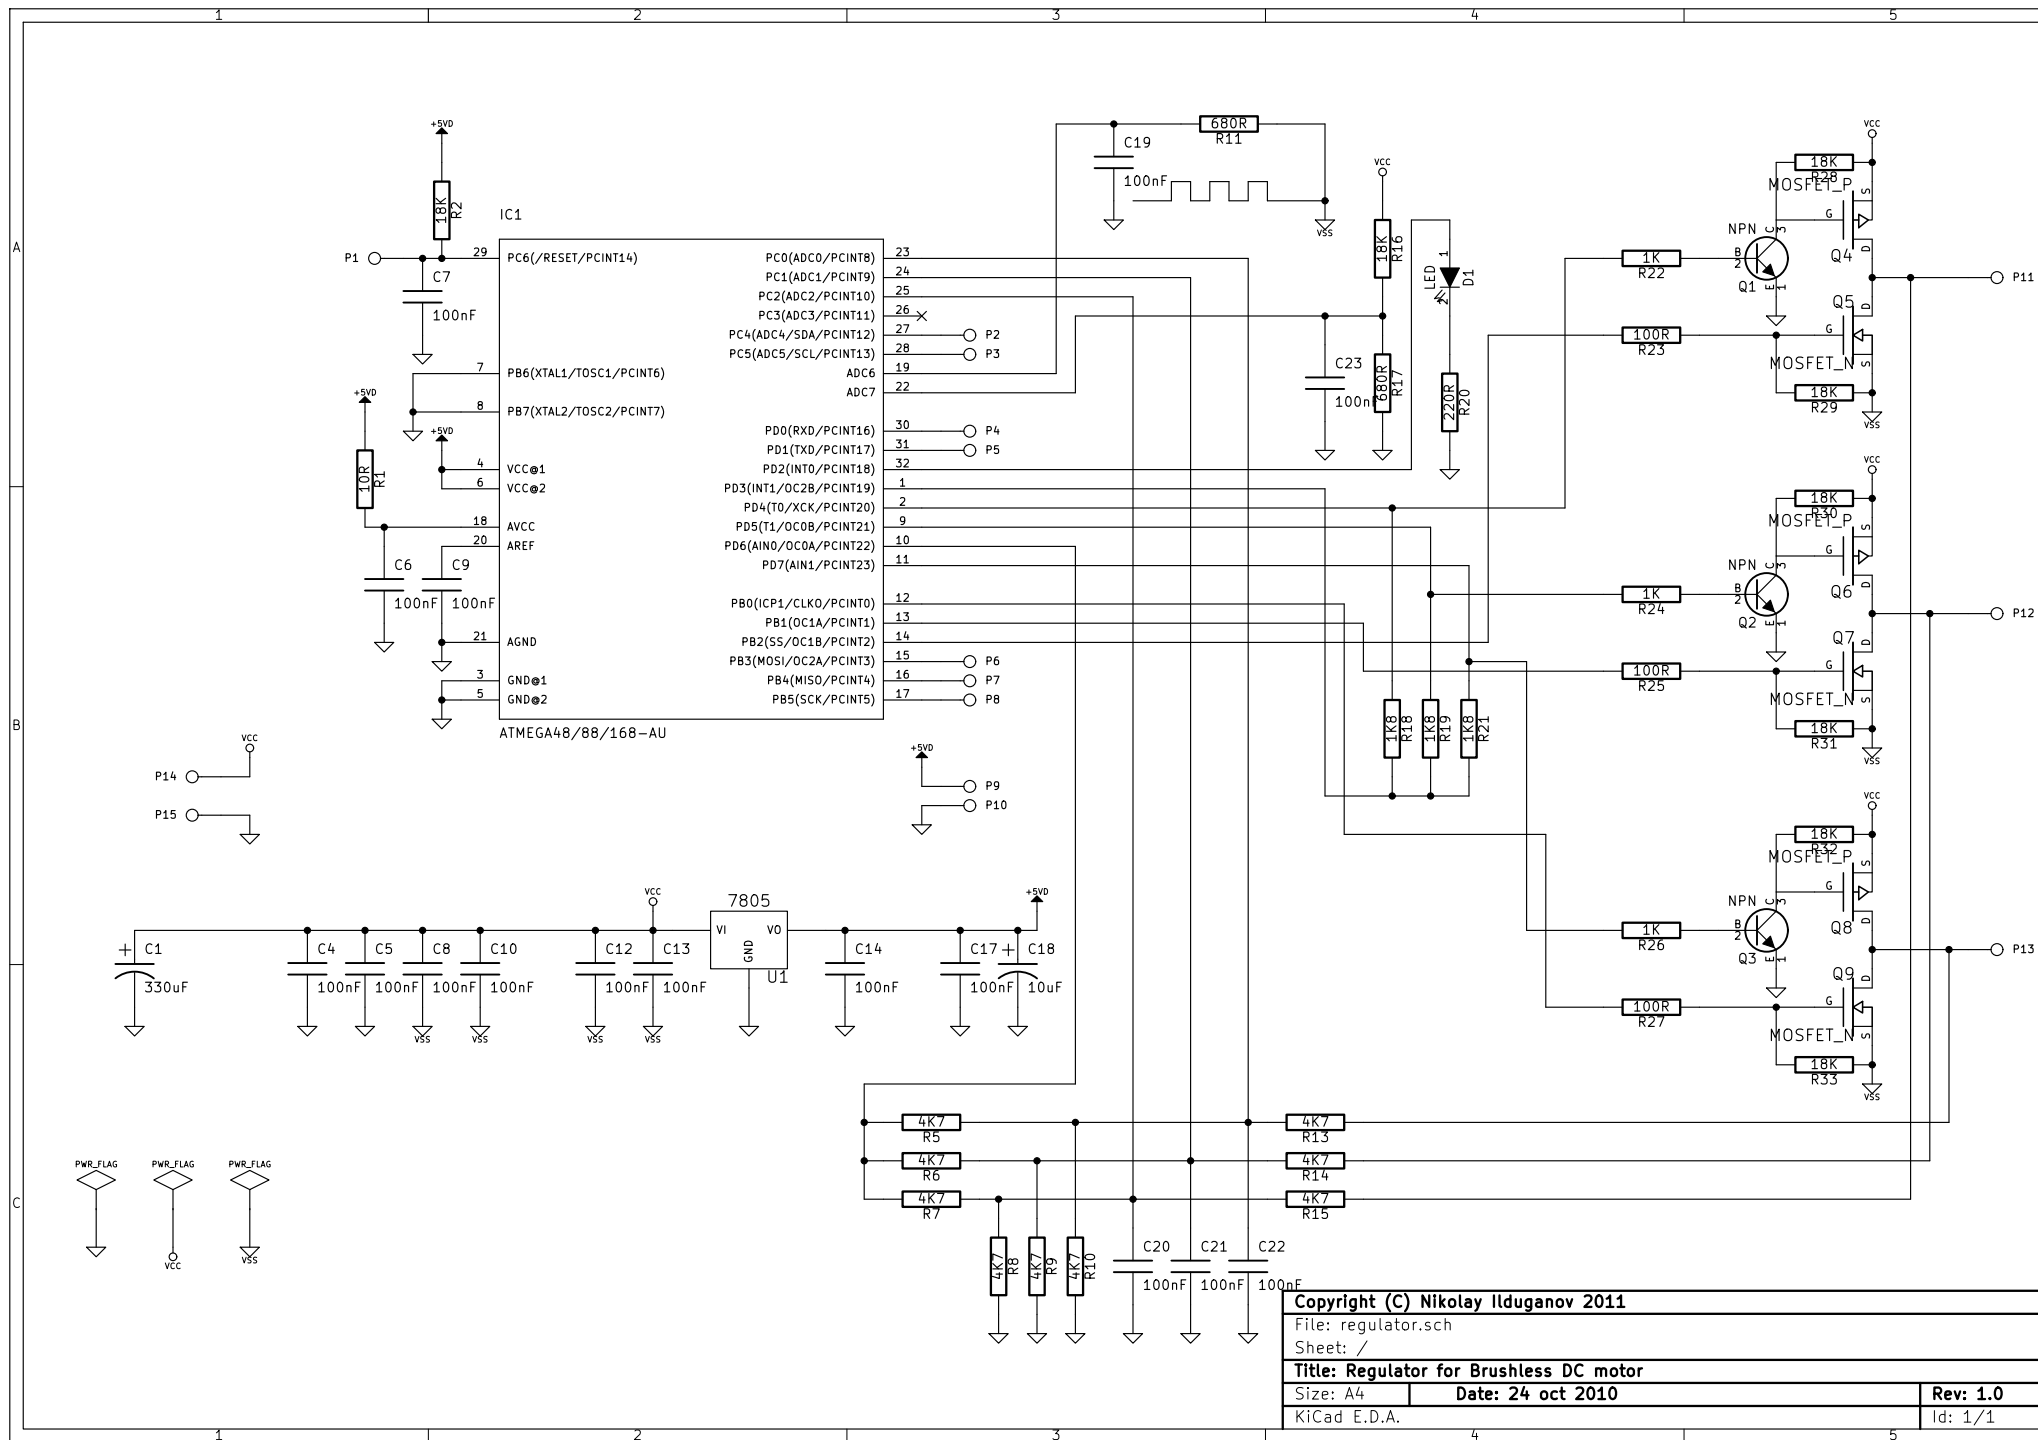 1 2 3 4 5
A
B
C
+5VD
18K
R2
P1
C7
100nF
+5VD
10R
R1
+5VD
C6
100nF
C9
100nF
IC1
29 PC6(/RESET/PCINT14)
7 PB6(XTAL1/TOSC1/PCINT6)
8 PB7(XTAL2/TOSC2/PCINT7)
4 VCC@1
6 VCC@2
18 AVCC
20 AREF
21 AGND
3 GND@1
5 GND@2
PC0(ADC0/PCINT8) 23
PC1(ADC1/PCINT9) 24
PC2(ADC2/PCINT10) 25
PC3(ADC3/PCINT11) 26
PC4(ADC4/SDA/PCINT12) 27 P2
PC5(ADC5/SCL/PCINT13) 28 P3
ADC6 19
ADC7 22
PD0(RXD/PCINT16) 30 P4
PD1(TXD/PCINT17) 31 P5
PD2(INT0/PCINT18) 32
PD3(INT1/OC2B/PCINT19) 1
PD4(T0/XCK/PCINT20) 2
PD5(T1/OC0B/PCINT21) 9
PD6(AIN0/OC0A/PCINT22) 10
PD7(AIN1/PCINT23) 11
PB0(ICP1/CLKO/PCINT0) 12
PB1(OC1A/PCINT1) 13
PB2(SS/OC1B/PCINT2) 14
PB3(MOSI/OC2A/PCINT3) 15 P6
PB4(MISO/PCINT4) 16 P7
PB5(SCK/PCINT5) 17 P8
ATMEGA48/88/168-AU
+5VD
P9
P10
C19
100nF
680R
R11
VSS
VCC
18K
R16
C23
100nF
680R
R17
LED
1
2
D1
220R
R20
1K8
R18
1K8
R19
1K8
R21
VCC
18K
R28
MOSFET_P
S
G
D
Q4
NPN
C
3
B
2
E
1
Q1
1K
R22
100R
R23
Q5
D
G
S
MOSFET_N
18K
R29
VSS
P11
VCC
18K
R30
MOSFET_P
S
G
D
Q6
NPN
C
3
B
2
E
1
Q2
1K
R24
100R
R25
Q7
D
G
S
MOSFET_N
18K
R31
VSS
P12
VCC
18K
R32
MOSFET_P
S
G
D
Q8
NPN
C
3
B
2
E
1
Q3
1K
R26
100R
R27
Q9
D
G
S
MOSFET_N
18K
R33
VSS
P13
VCC
P14
P15
+ C1
330uF
C4
100nF
C5
100nF
C8
100nF
VSS
C10
100nF
VSS
C12
100nF
VSS
VCC
C13
100nF
VSS
7805
VI VO
GND
U1
C14
100nF
C17
100nF
+5VD
+ C18
10uF
4K7
R5
4K7
R13
4K7
R6
4K7
R14
4K7
R7
4K7
R15
4K7
R8
4K7
R9
4K7
R10
C20
100nF
C21
100nF
C22
100nF
PWR_FLAG
PWR_FLAG
VCC
PWR_FLAG
VSS
Copyright (C) Nikolay Ilduganov 2011
File: regulator.sch
Sheet: /
Title: Regulator for Brushless DC motor
Size: A4 Date: 24 oct 2010 Rev: 1.0
KiCad E.D.A. Id: 1/1
1 2 3 4 5